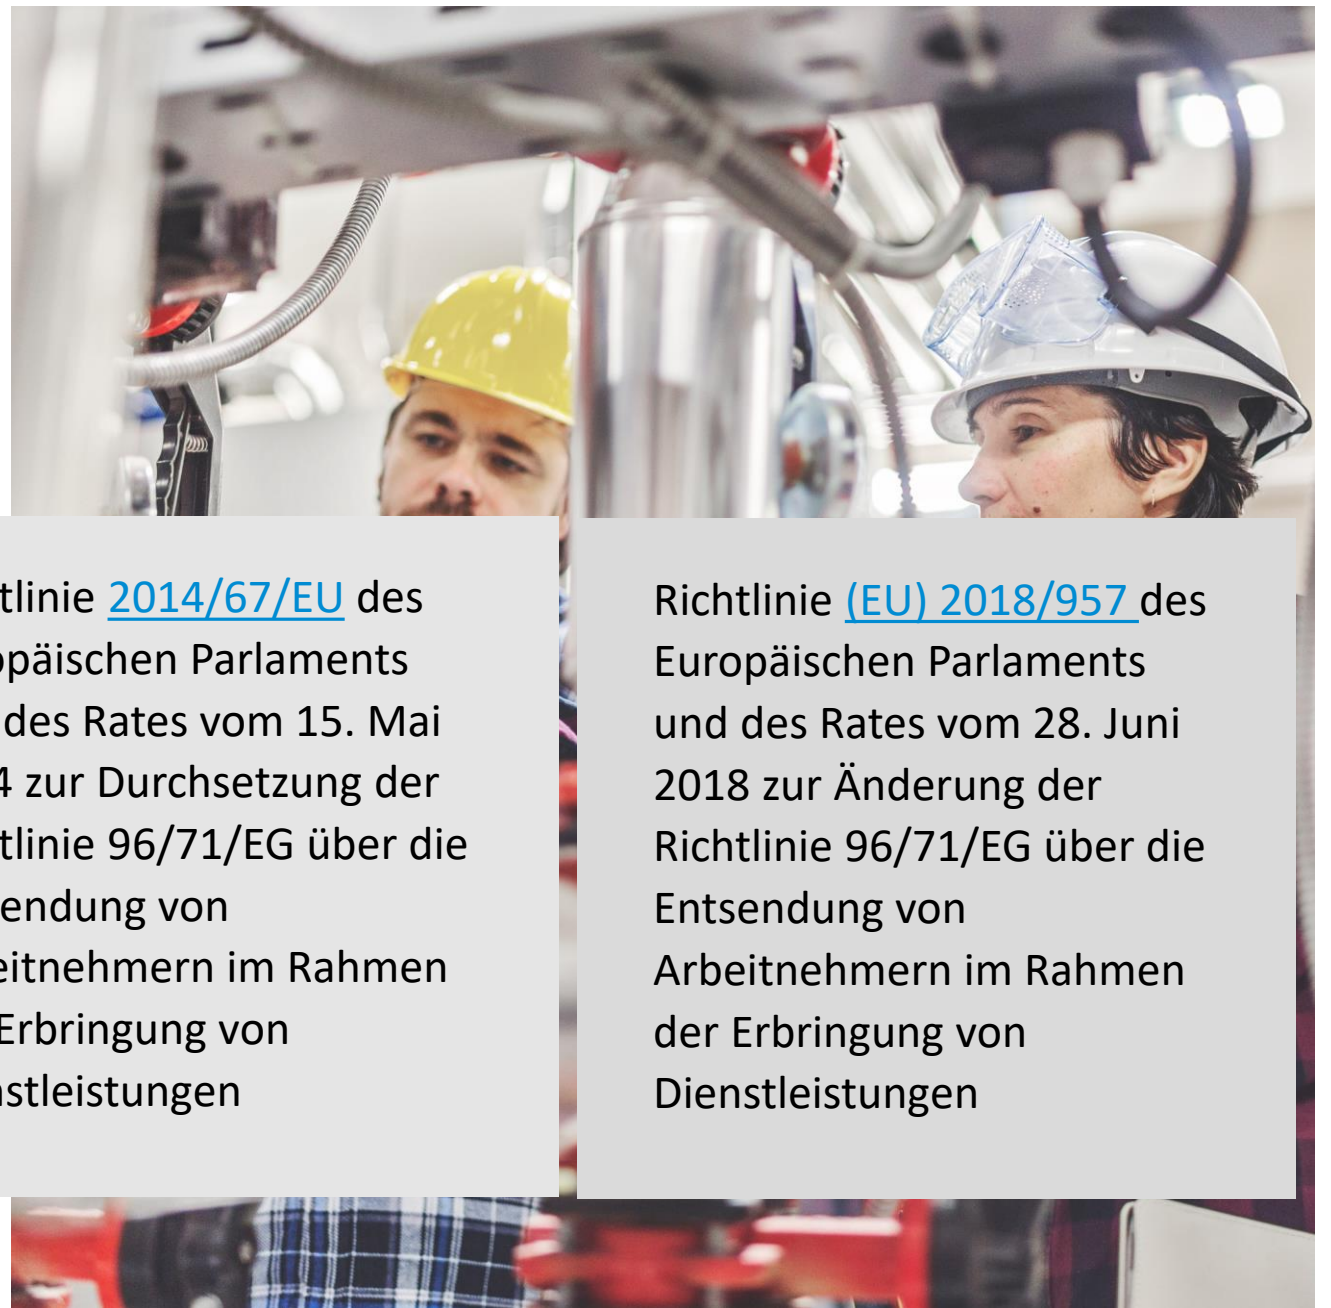 tlinie 2014/67/EU des
päischen Parlaments
des Rates vom 15. Mai
4 zur Durchsetzung der
tlinie 96/71/EG über die
endung von
eitnehmern im Rahmen
Erbringung von
stleistungen
Richtlinie (EU) 2018/957 des
Europäischen Parlaments
und des Rates vom 28. Juni
2018 zur Änderung der
Richtlinie 96/71/EG über die
Entsendung von
Arbeitnehmern im Rahmen
der Erbringung von
Dienstleistungen